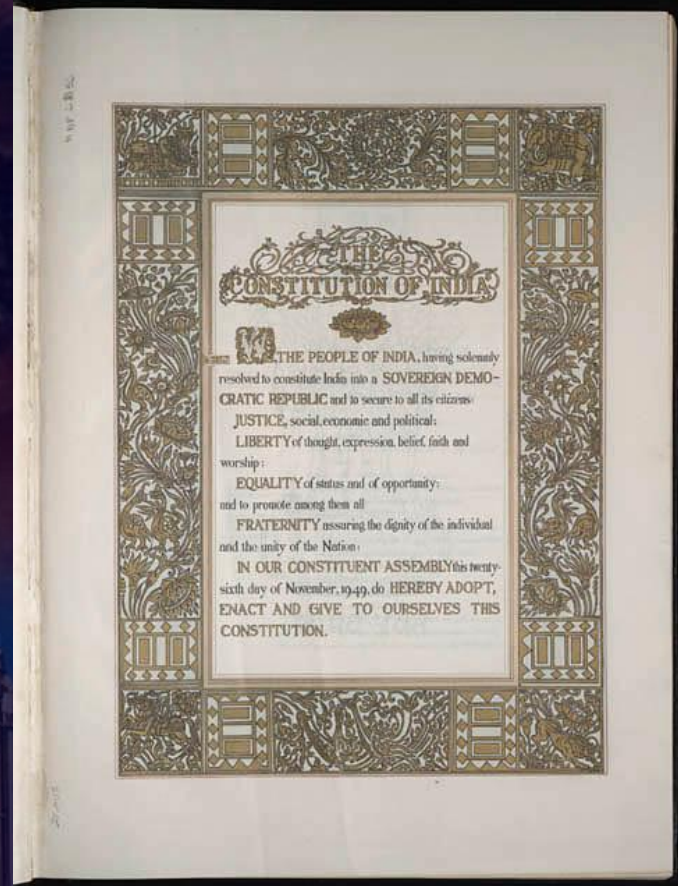 THE
CONSTITUTION OF INDIA
WE, THE PEOPLE OF INDIA, having solemnly
resolved to constitute India into a SOVEREIGN DEMO-
CRATIC REPUBLIC and to secure to all its citizens:
JUSTICE, social, economic and political;
LIBERTY of thought, expression, belief, faith and
worship;
EQUALITY of status and of opportunity;
and to promote among them all
FRATERNITY assuring the dignity of the individual
and the unity of the Nation;
IN OUR CONSTITUENT ASSEMBLY this twenty-
sixth day of November, 1949, do HEREBY ADOPT,
ENACT AND GIVE TO OURSELVES THIS
CONSTITUTION.